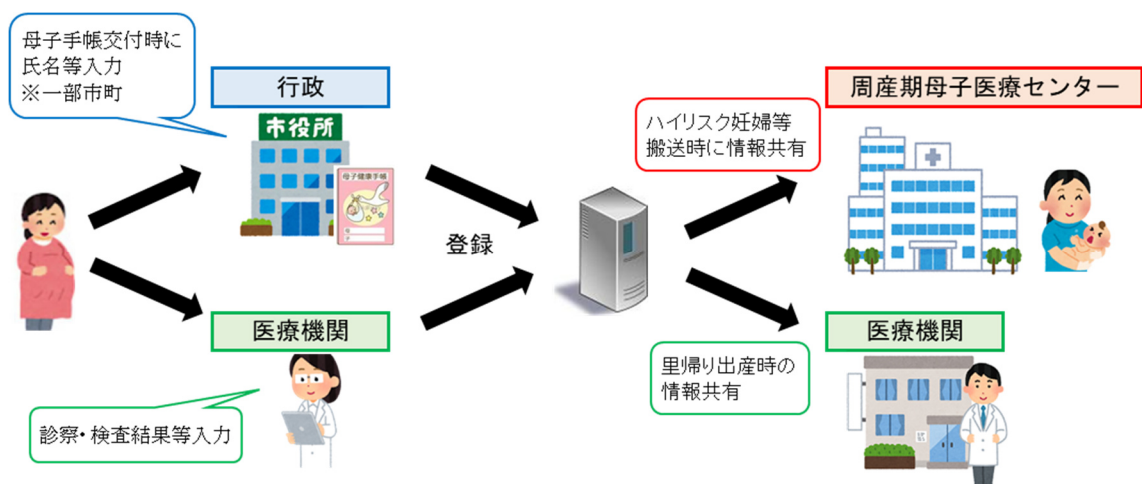 母子手帳交付時に
氏名等入力
※一部市町
行政
市役所
母子健康手帳
医療機関
診察・検査結果等入力
登録
ハイリスク妊婦等
搬送時に情報共有
周産期母子医療センター
里帰り出産時の
情報共有
医療機関